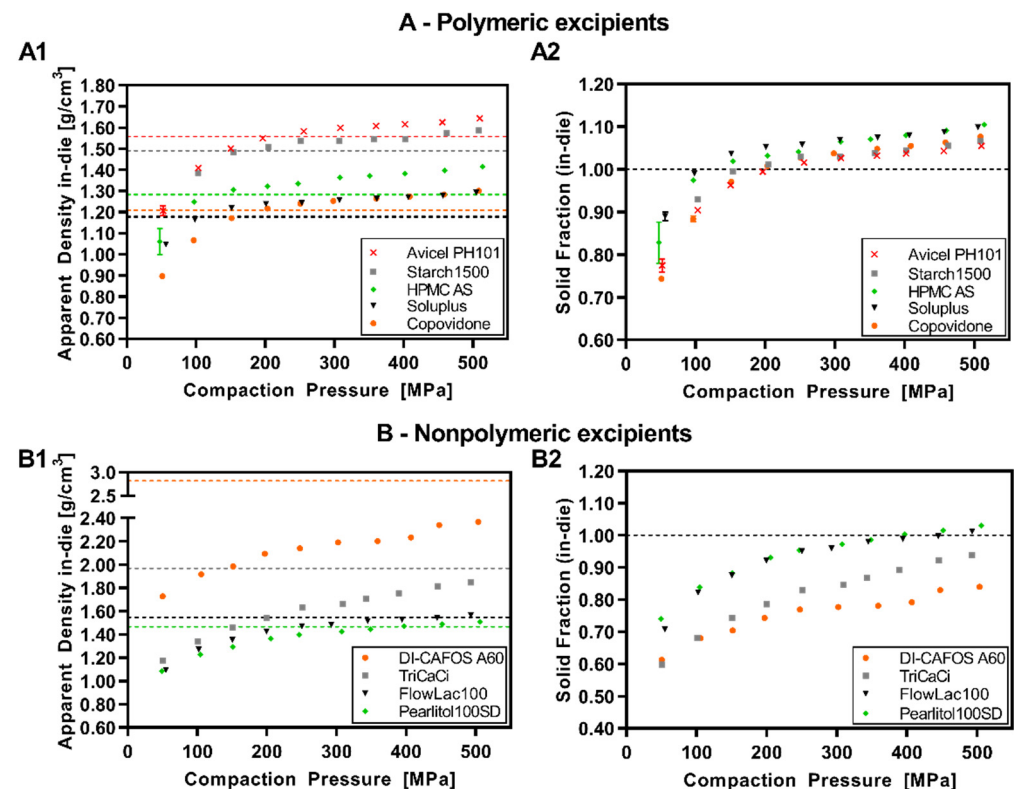 A - Polymeric excipients
A1
Apparent Density in-die [g/cm³]
1.80
1.70
1.60
1.50
1.40
1.30
1.20
1.10
1.00
0.90
0.80
0.70
0.60
0
100
200
300
400
500
Compaction Pressure [MPa]
Avicel PH101
Starch1500
HPMC AS
Soluplus
Copovidone
A2
Solid Fraction (in-die)
1.20
1.10
1.00
0.90
0.80
0.70
0.60
0
100
200
300
400
500
Compaction Pressure [MPa]
Avicel PH101
Starch1500
HPMC AS
Soluplus
Copovidone
B - Nonpolymeric excipients
B1
Apparent Density in-die [g/cm³]
3.0
2.5
2.40
2.20
2.00
1.80
1.60
1.40
1.20
1.00
0.80
0.60
0
100
200
300
400
500
Compaction Pressure [MPa]
DI-CAFOS A60
TriCaCi
FlowLac100
Pearlitol100SD
B2
Solid Fraction (in-die)
1.20
1.10
1.00
0.90
0.80
0.70
0.60
0.50
0.40
0
100
200
300
400
500
Compaction Pressure [MPa]
DI-CAFOS A60
TriCaCi
FlowLac100
Pearlitol100SD